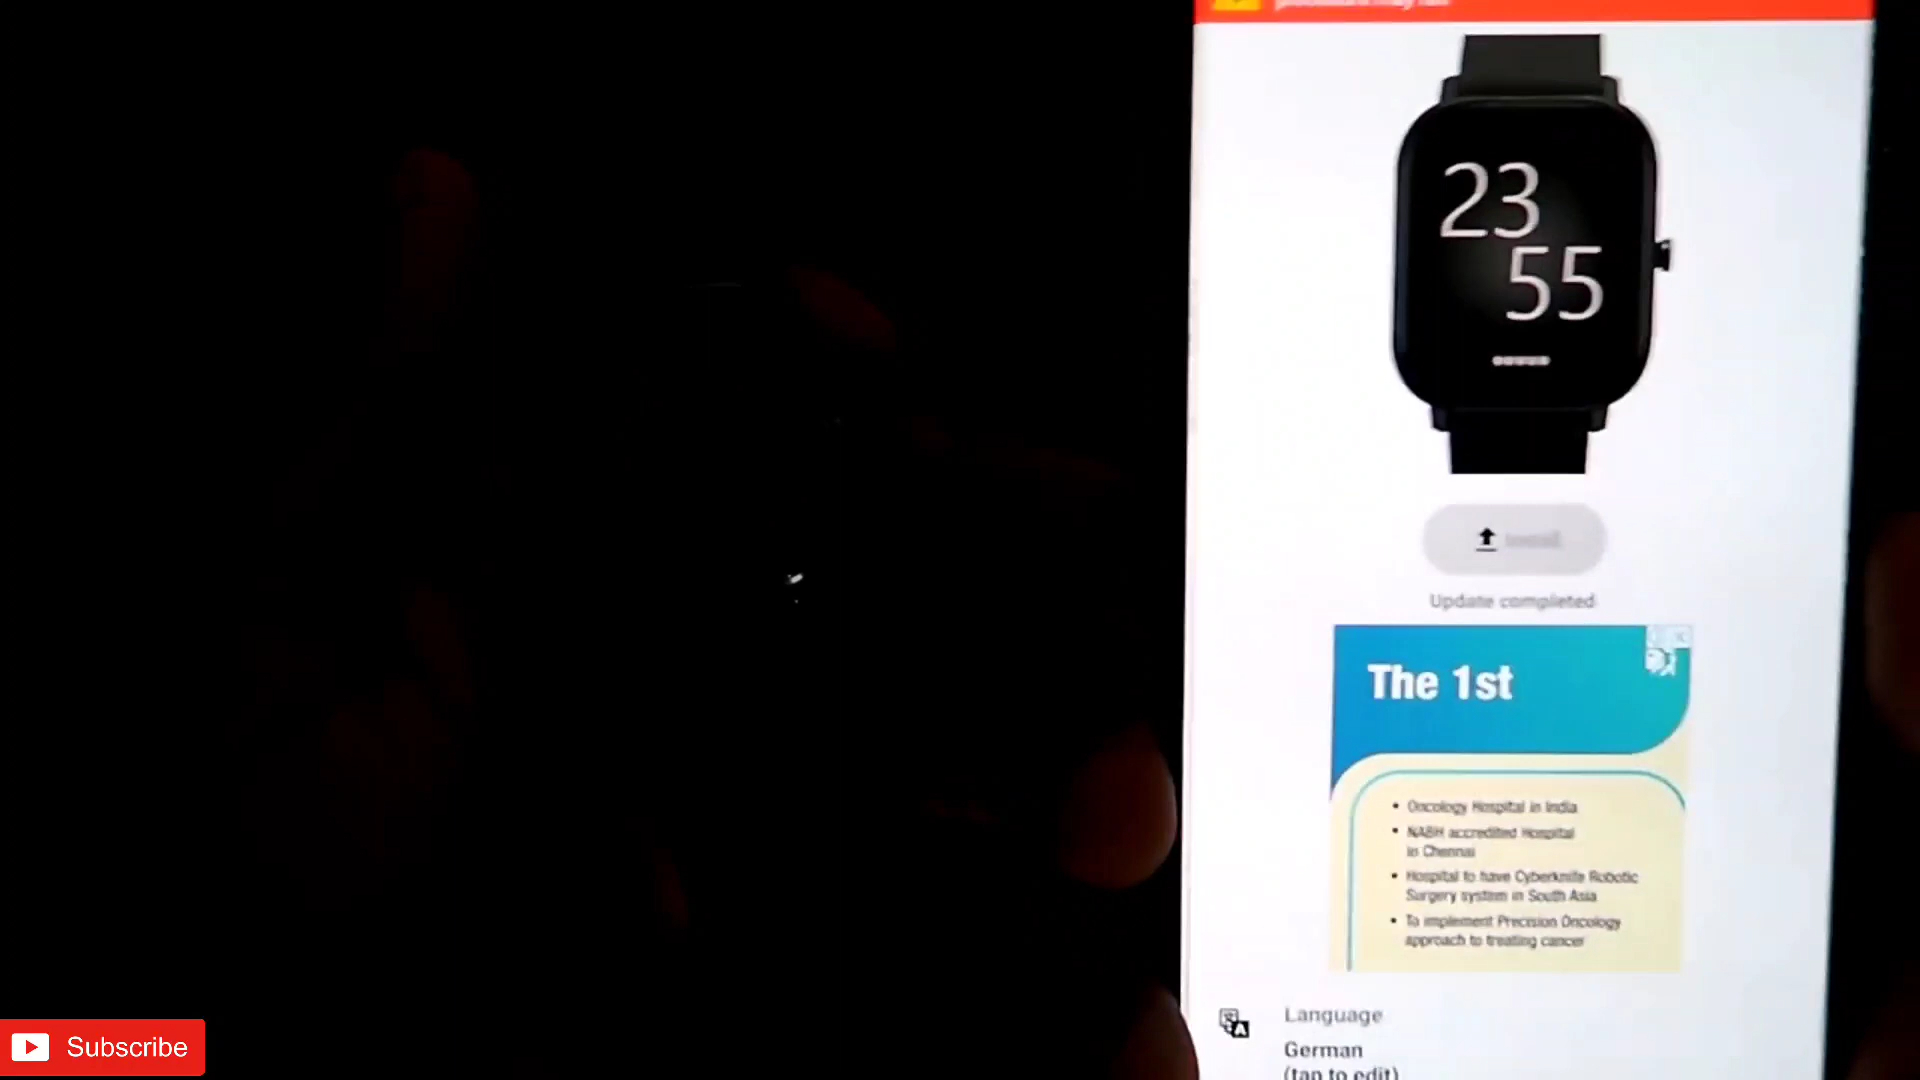 23
55
Install
Update completed
The 1st
• Oncology Hospital in India
• NABH accredited Hospital
in Chennai
• Hospital to have Cyberknife Robotic
Surgery system in South Asia
• To implement Precision Oncology
approach to treating cancer
Language
German
(tap to edit)
Subscribe